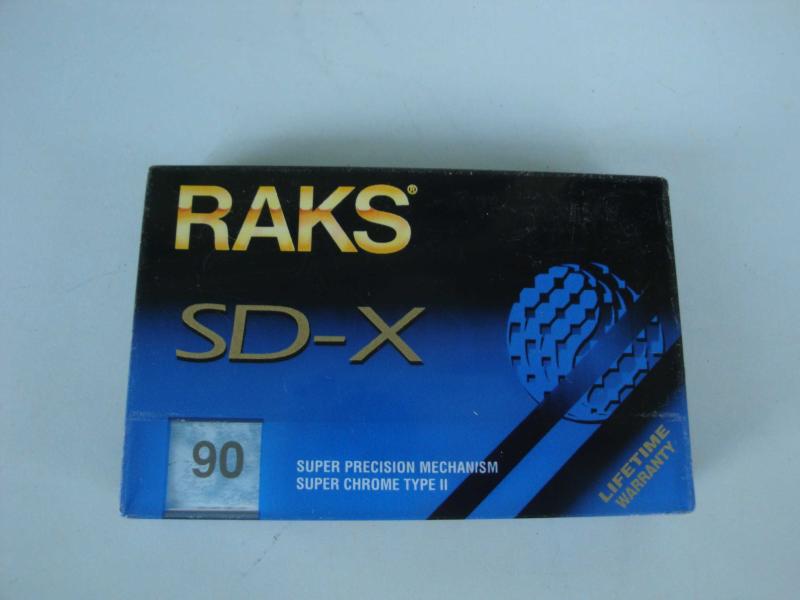 RAKS®
SD-X
90
SUPER PRECISION MECHANISM
SUPER CHROME TYPE II
LIFETIME
WARRANTY